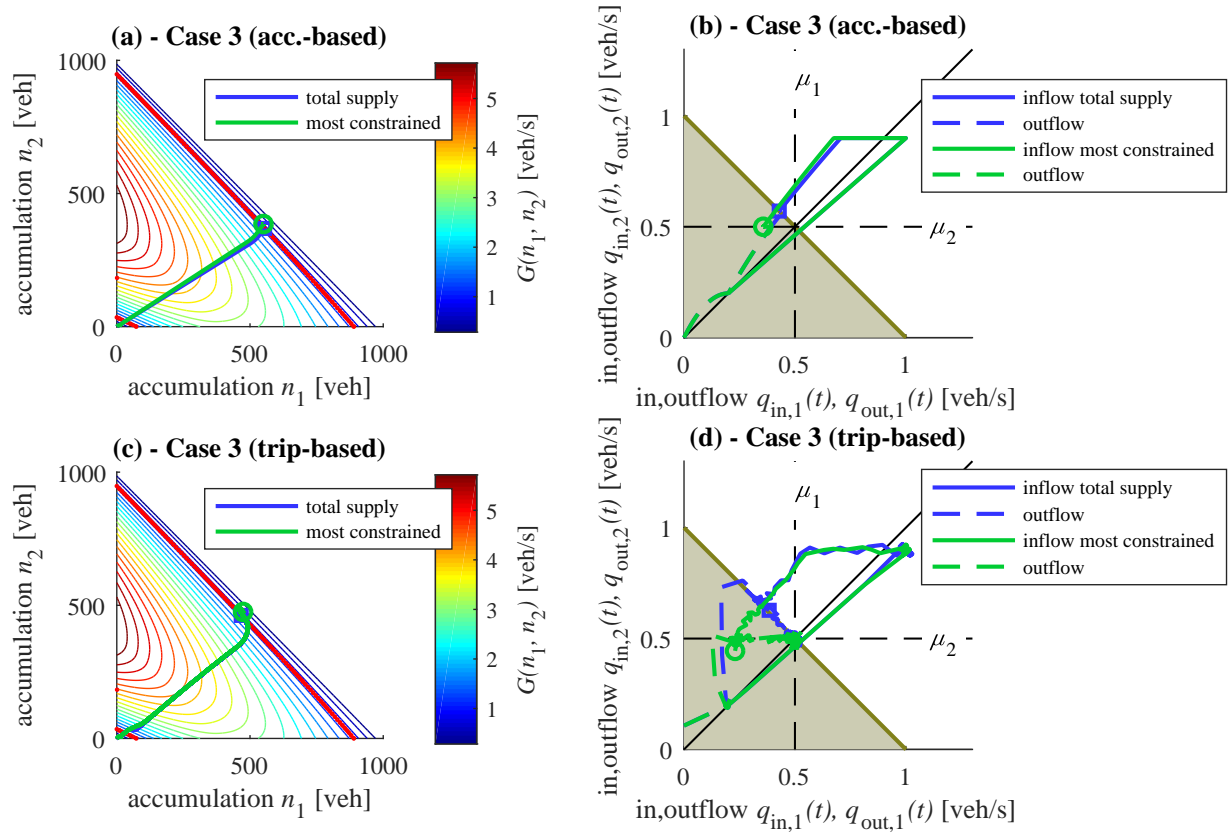 (a) - Case 3 (acc.-based)
1000
500
0
accumulation n2 [veh]
total supply
most constrained
0
500
1000
accumulation n1 [veh]
5
4
3
2
1
G(n1, n2) [veh/s]
(b) - Case 3 (acc.-based)
1
0.5
0
in,outflow qin,2(t), qout,2(t) [veh/s]
μ1
μ2
inflow total supply
outflow
inflow most constrained
outflow
0
0.5
1
in,outflow qin,1(t), qout,1(t) [veh/s]
(c) - Case 3 (trip-based)
1000
500
0
accumulation n2 [veh]
total supply
most constrained
0
500
1000
accumulation n1 [veh]
5
4
3
2
1
G(n1, n2) [veh/s]
(d) - Case 3 (trip-based)
1
0.5
0
in,outflow qin,2(t), qout,2(t) [veh/s]
μ1
μ2
inflow total supply
outflow
inflow most constrained
outflow
0
0.5
1
in,outflow qin,1(t), qout,1(t) [veh/s]